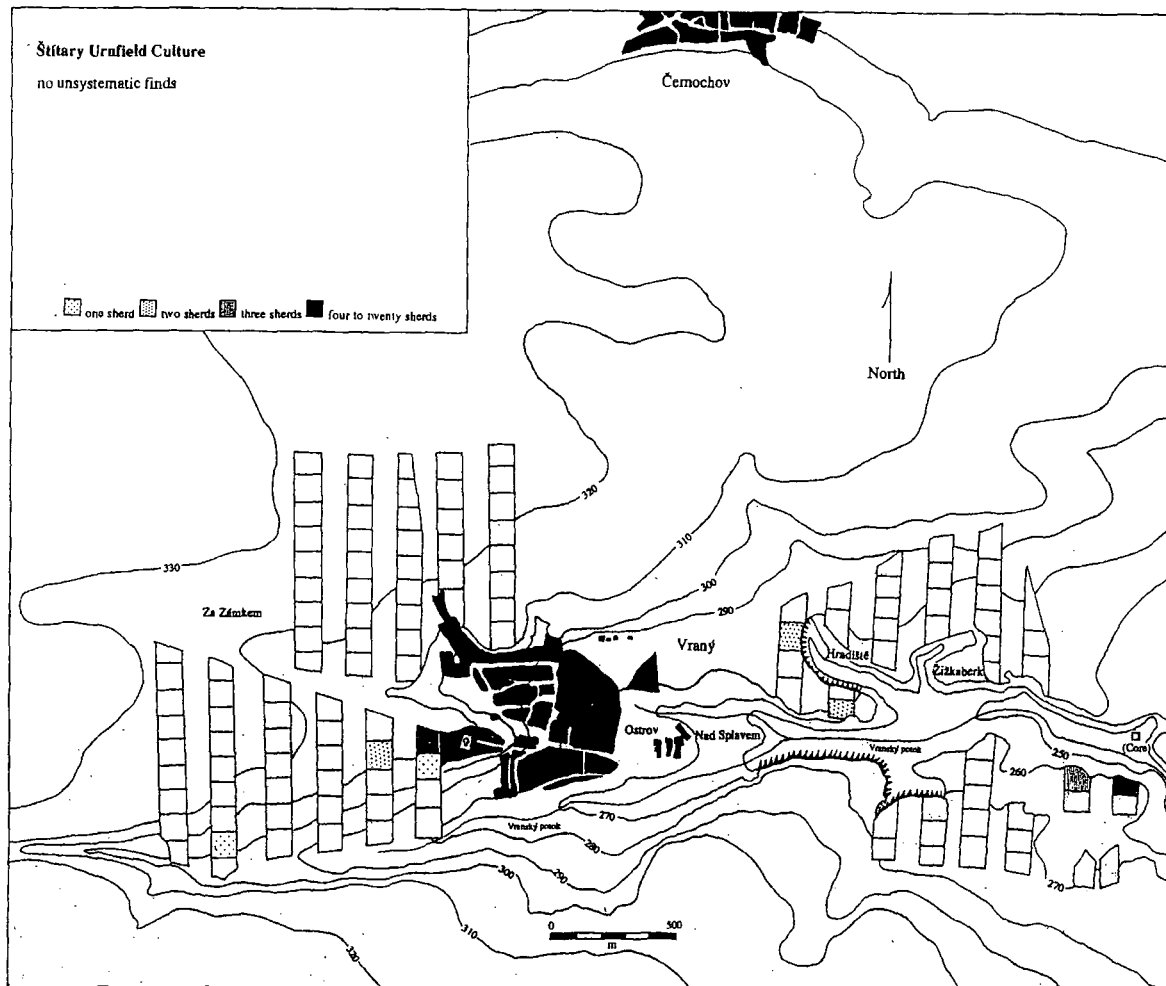 Štítary Urnfield Culture
no unsystematic finds
one sherd two sherds three sherds four to twenty sherds
Černochov
North
320
310
330
300
290
Za Zámkem
Vraný
Hradiště
Žižkaberk
Ostrov
Nad Splavem
Vranský potok
(Core)
250
260
270
Vranský potok
280
290
300
270
310
320
0 500
m